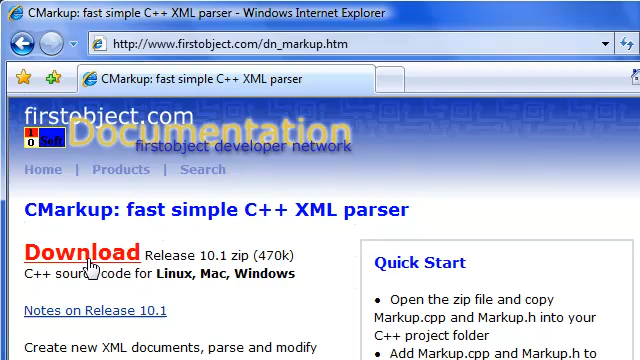 CMarkup: fast simple C++ XML parser - Windows Internet Explorer
http://www.firstobject.com/dn_markup.htm
CMarkup: fast simple C++ XML parser
firstobject.com
10 Soft
Documentation
firstobject developer network
Home | Products | Search
CMarkup: fast simple C++ XML parser
Download Release 10.1 zip (470k)
C++ source code for Linux, Mac, Windows
Notes on Release 10.1
Create new XML documents, parse and modify
Quick Start
• Open the zip file and copy
Markup.cpp and Markup.h into your
C++ project folder
• Add Markup.cpp and Markup.h to